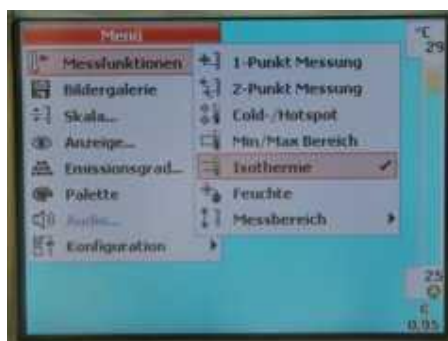 Menü
Messfunktionen
Bildergalerie
Skala...
Anzeige...
Emissionsgrad...
Palette
Audio...
Konfiguration
1-Punkt Messung
2-Punkt Messung
Cold-/Hotspot
Min/Max Bereich
Isotherme
Feuchte
Messbereich
°C
29
25
ε
0.95